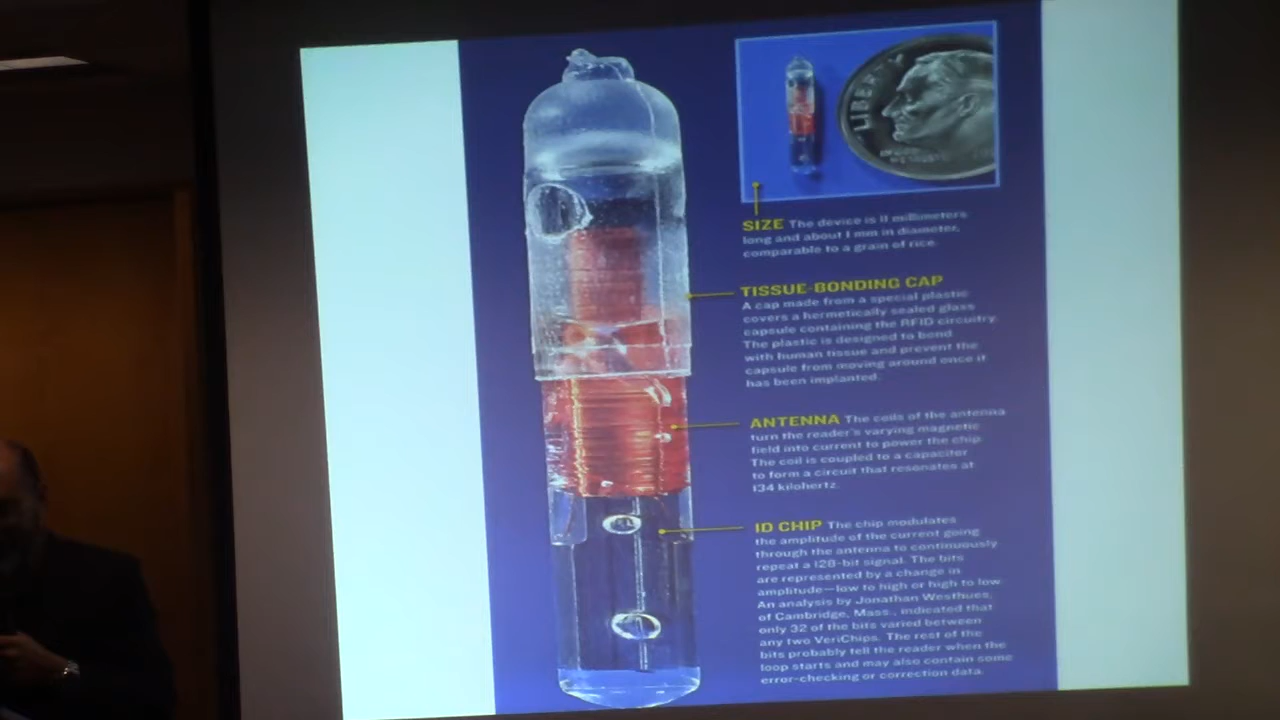 LIBERTY
SIZE The device is 11 millimeters
long and about 1 mm in diameter,
comparable to a grain of rice.
TISSUE-BONDING CAP
A cap made from a special plastic
covers a hermetically sealed glass
capsule containing the RFID circuitry.
The plastic is designed to bond
with human tissue and prevent the
capsule from moving around once it
has been implanted.
ANTENNA The coils of the antenna
turn the reader's varying magnetic
field into current to power the chip.
The coil is coupled to a capacitor
to form a circuit that resonates at
134 kilohertz.
ID CHIP The chip modulates
the amplitude of the current going
through the antenna to continuously
repeat a 128-bit signal. The bits
are represented by a change in
amplitude—low to high or high to low.
An analysis by Jonathan Westhues,
of Cambridge, Mass., indicated that
only 32 of the bits varied between
any two VeriChips. The rest of the
bits probably tell the reader when the
loop starts and may also contain some
error-checking or correction data.